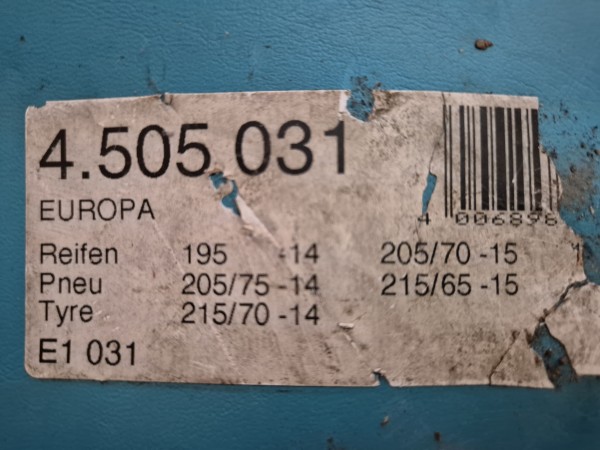 4.505 031
4 006896
EUROPA
Reifen 195 -14 205/70 -15
Pneu 205/75 -14 215/65 -15
Tyre 215/70 -14
E1 031